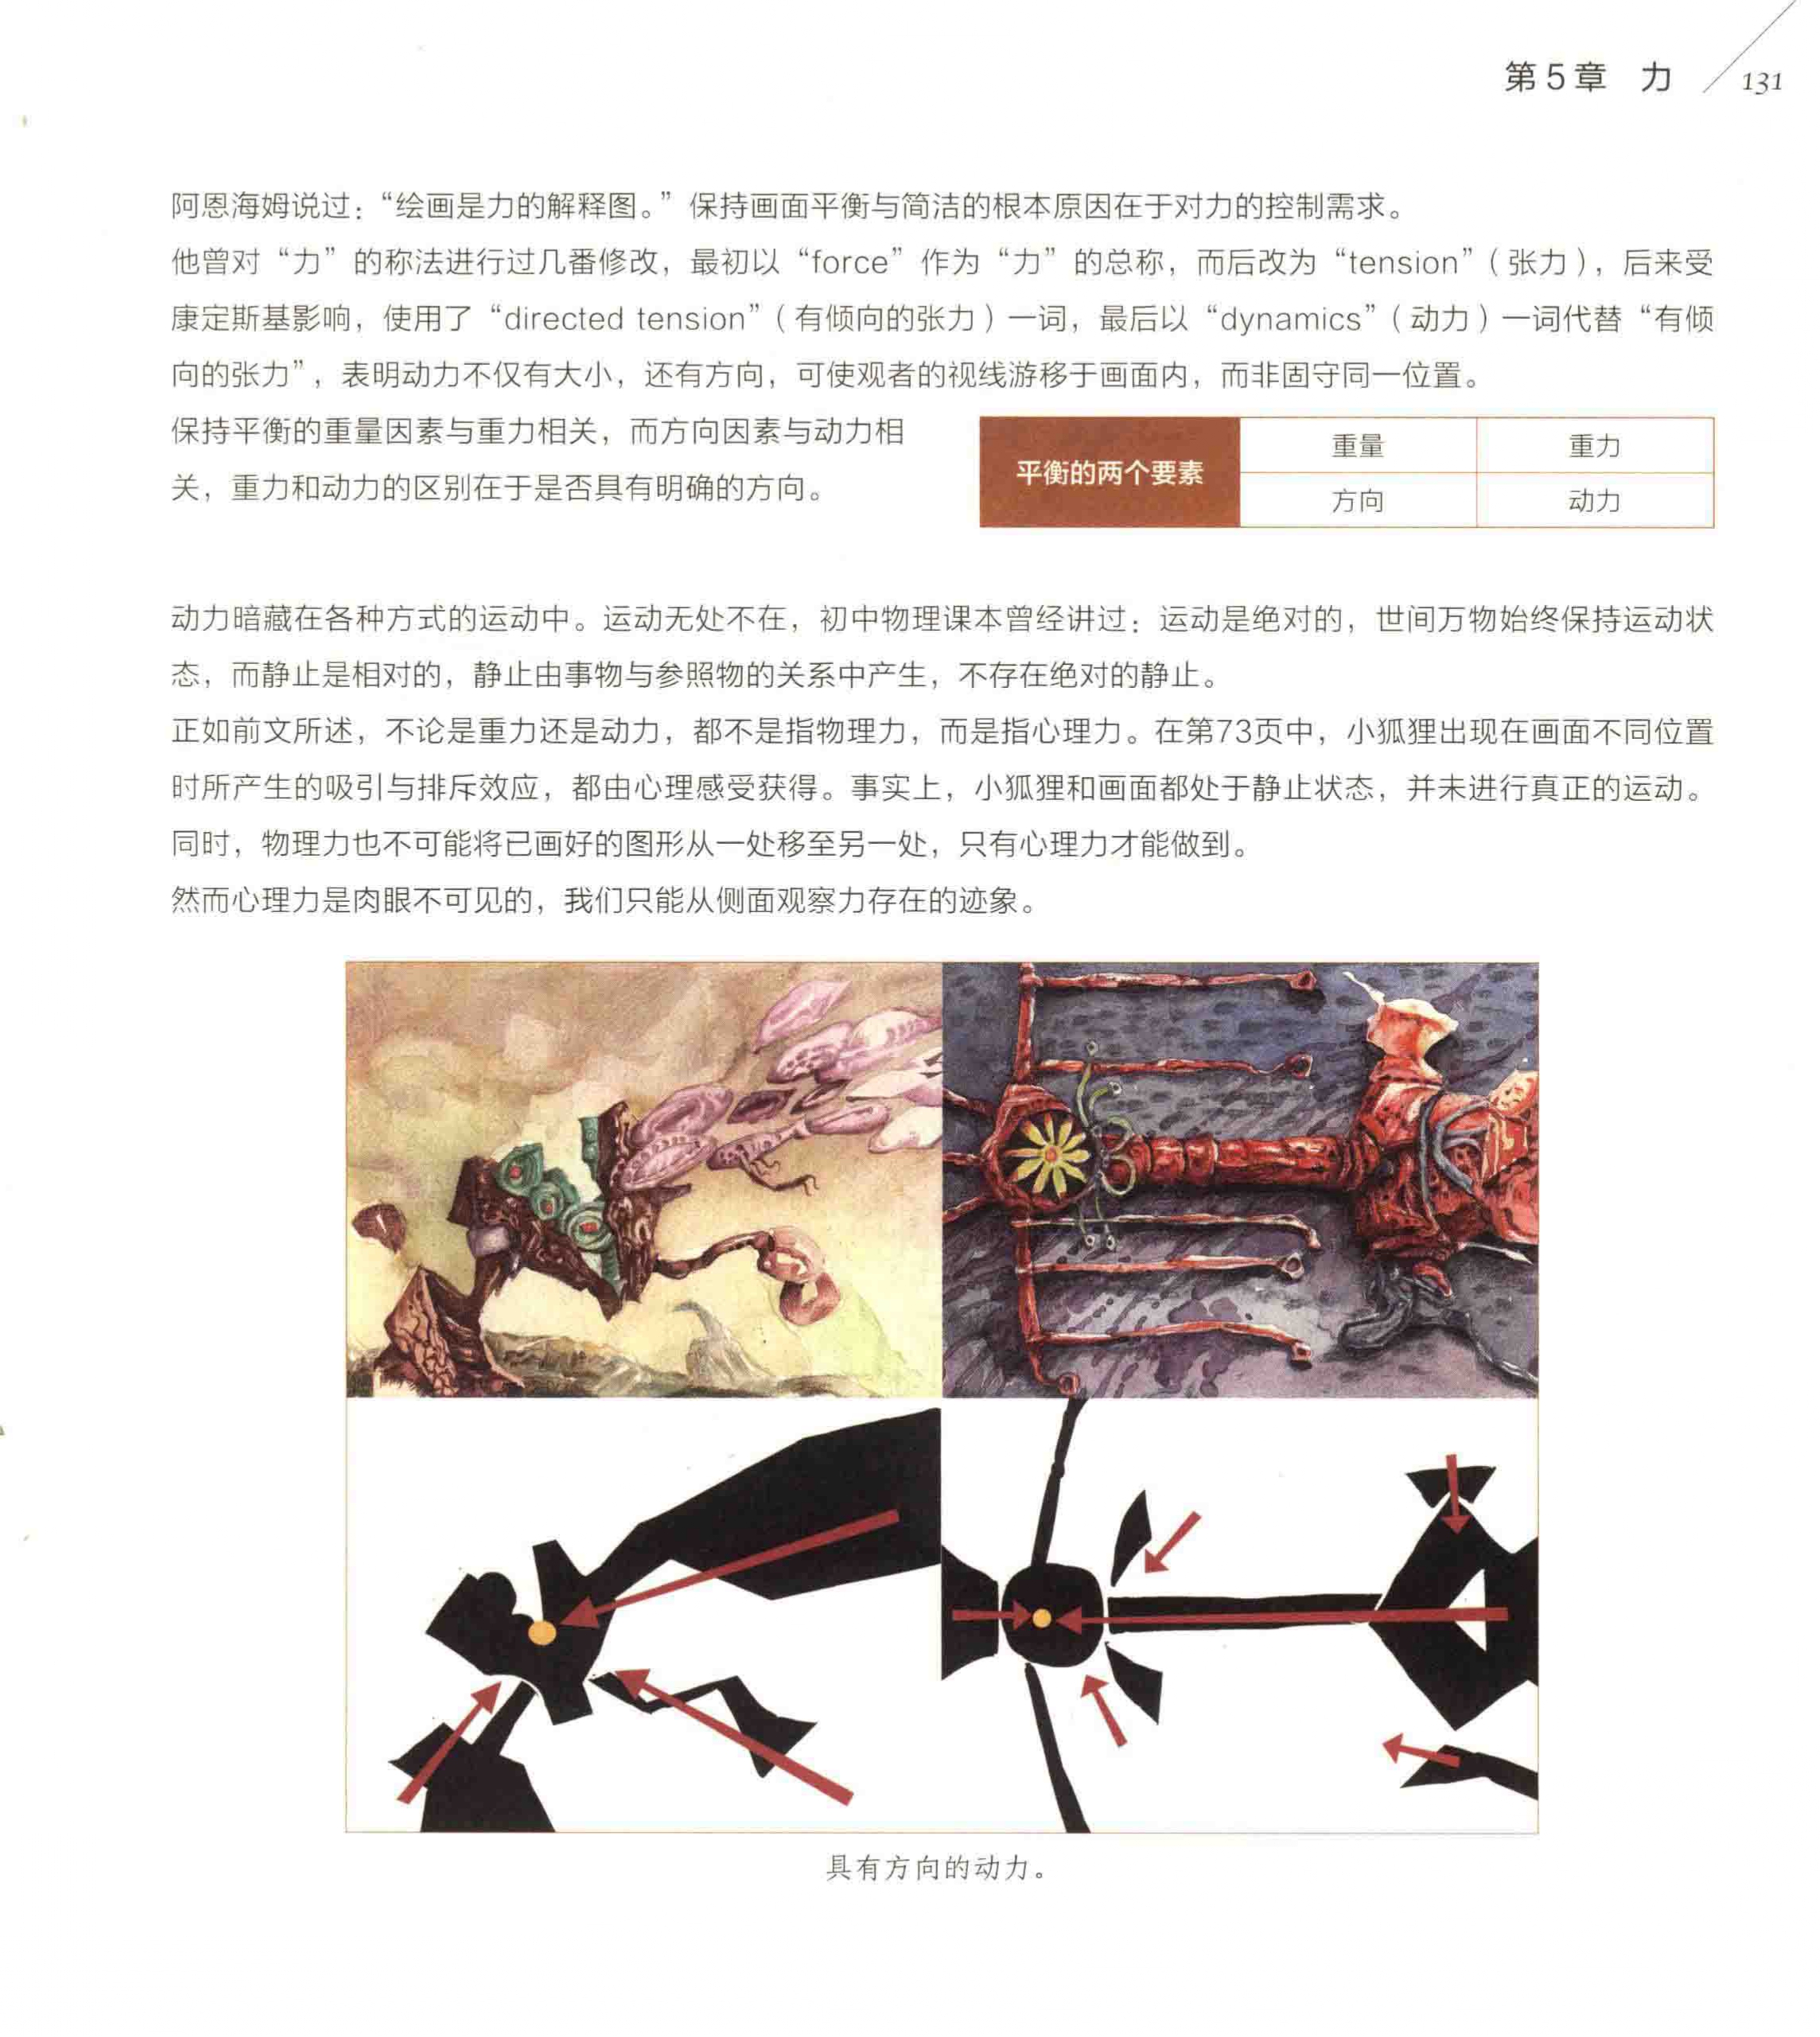 第5章 力 131
阿恩海姆说过：“绘画是力的解释图。”保持画面平衡与简洁的根本原因在于对力的控制需求。
他曾对“力”的称法进行过几番修改，最初以“force”作为“力”的总称，而后改为“tension”（张力），后来受
康定斯基影响，使用了“directed tension”（有倾向的张力）一词，最后以“dynamics”（动力）一词代替“有倾
向的张力”，表明动力不仅有大小，还有方向，可使观者的视线游移于画面内，而非固守同一位置。
保持平衡的重量因素与重力相关，而方向因素与动力相
关，重力和动力的区别在于是否具有明确的方向。
平衡的两个要素
重量 重力
方向 动力
动力暗藏在各种方式的运动中。运动无处不在，初中物理课本曾经讲过：运动是绝对的，世间万物始终保持运动状
态，而静止是相对的，静止由事物与参照物的关系中产生，不存在绝对的静止。
正如前文所述，不论是重力还是动力，都不是指物理力，而是指心理力。在第73页中，小狐狸出现在画面不同位置
时所产生的吸引与排斥效应，都由心理感受获得。事实上，小狐狸和画面都处于静止状态，并未进行真正的运动。
同时，物理力也不可能将已画好的图形从一处移至另一处，只有心理力才能做到。
然而心理力是肉眼不可见的，我们只能从侧面观察力存在的迹象。
具有方向的动力。